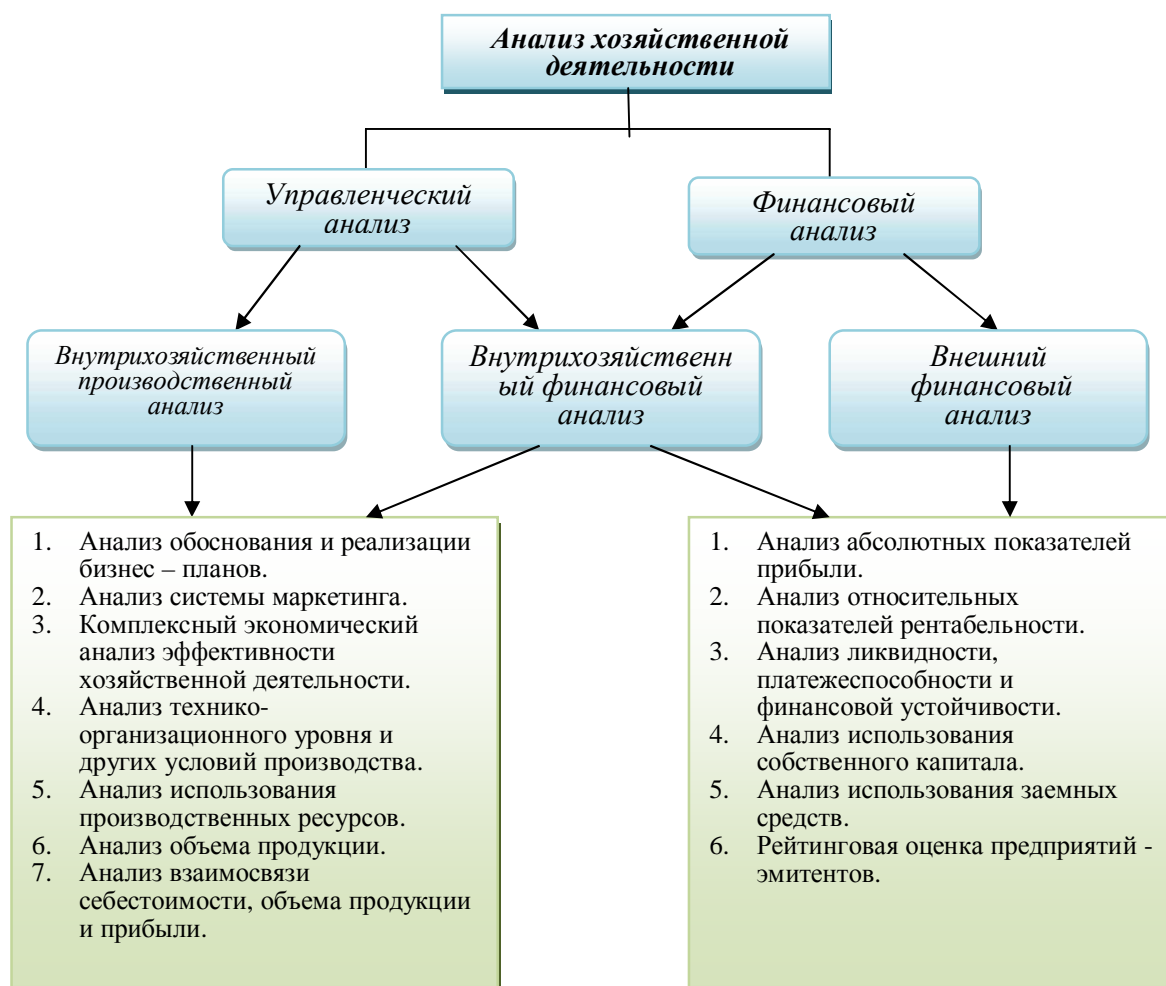 Анализ хозяйственной
деятельности
Управленческий
анализ
Финансовый
анализ
Внутрихозяйственный
производственный
анализ
Внутрихозяйственн
ый финансовый
анализ
Внешний
финансовый
анализ
1. Анализ обоснования и реализации
бизнес – планов.
2. Анализ системы маркетинга.
3. Комплексный экономический
анализ эффективности
хозяйственной деятельности.
4. Анализ технико-
организационного уровня и
других условий производства.
5. Анализ использования
производственных ресурсов.
6. Анализ объема продукции.
7. Анализ взаимосвязи
себестоимости, объема продукции
и прибыли.
1. Анализ абсолютных показателей
прибыли.
2. Анализ относительных
показателей рентабельности.
3. Анализ ликвидности,
платежеспособности и
финансовой устойчивости.
4. Анализ использования
собственного капитала.
5. Анализ использования заемных
средств.
6. Рейтинговая оценка предприятий -
эмитентов.